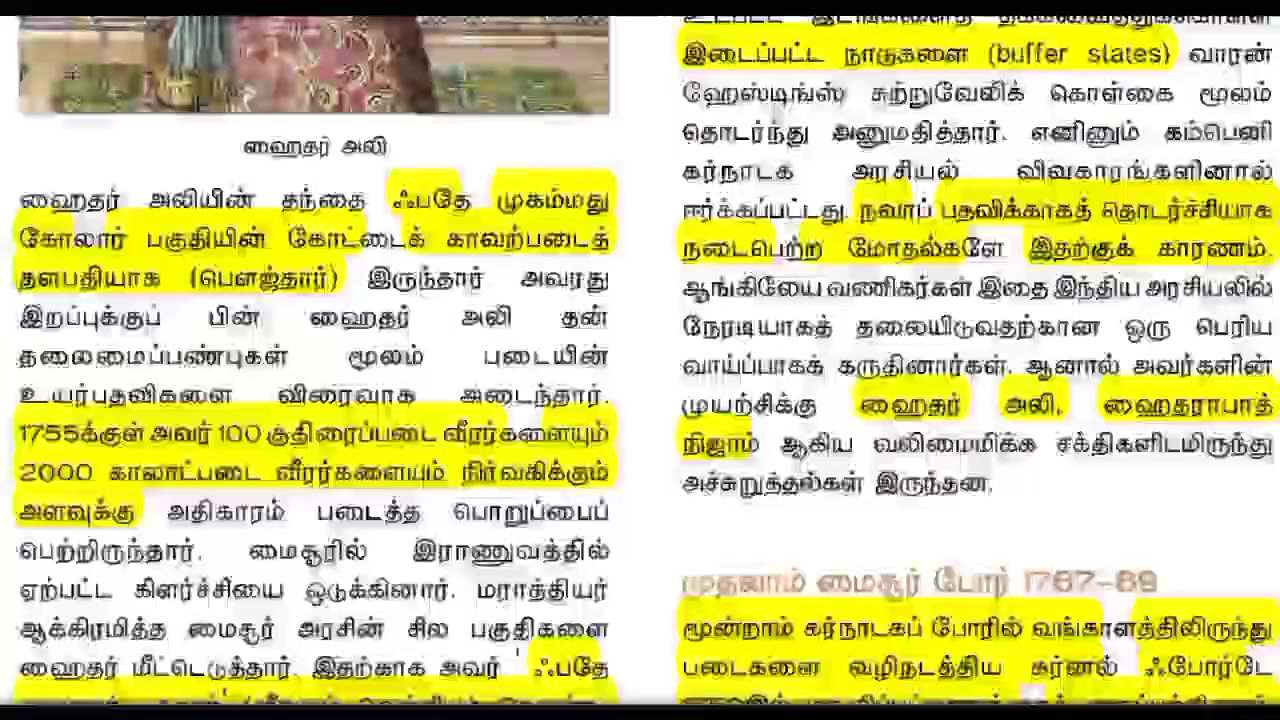 ஹைதர் அலி
ஹைதர் அலியின் தந்தை ஃபதே முகம்மது
கோலார் பகுதியின் கோட்டைக் காவற்படைத்
தளபதியாக (பௌஜ்தார்) இருந்தார் அவரது
இறப்புக்குப் பின் ஹைதர் அலி தன்
தலைமைப்பண்புகள் மூலம் படையின்
உயர்பதவிகளை விரைவாக அடைந்தார்.
1755க்குள் அவர் 100 குதிரைப்படை வீரர்களையும்
2000 காலாட்படை வீரர்களையும் நிர்வகிக்கும்
அளவுக்கு அதிகாரம் படைத்த பொறுப்பைப்
பெற்றிருந்தார். மைசூரில் இராணுவத்தில்
ஏற்பட்ட கிளர்ச்சியை ஒடுக்கினார். மராத்தியர்
ஆக்கிரமித்த மைசூர் அரசின் சில பகுதிகளை
ஹைதர் மீட்டெடுத்தார். இதற்காக அவர் 'ஃபதே
இடைப்பட்ட நாடுகளை (buffer states) வாரன்
ஹேஸ்டிங்ஸ் சுற்றுவேலிக் கொள்கை மூலம்
தொடர்ந்து அனுமதித்தார். எனினும் கம்பெனி
கர்நாடக அரசியல் விவகாரங்களினால்
ஈர்க்கப்பட்டது. நவாப் பதவிக்காகத் தொடர்ச்சியாக
நடைபெற்ற மோதல்களே இதற்குக் காரணம்.
ஆங்கிலேய வணிகர்கள் இதை இந்திய அரசியலில்
நேரடியாகத் தலையிடுவதற்கான ஒரு பெரிய
வாய்ப்பாகக் கருதினார்கள். ஆனால் அவர்களின்
முயற்சிக்கு ஹைதர் அலி, ஹைதராபாத்
நிஜாம் ஆகிய வலிமைமிக்க சக்திகளிடமிருந்து
அச்சுறுத்தல்கள் இருந்தன.
முதலாம் மைசூர் போர் 1767–69
மூன்றாம் கர்நாடகப் போரில் வங்காளத்திலிருந்து
படைகளை வழிநடத்திய கர்னல் ஃபோர்டே